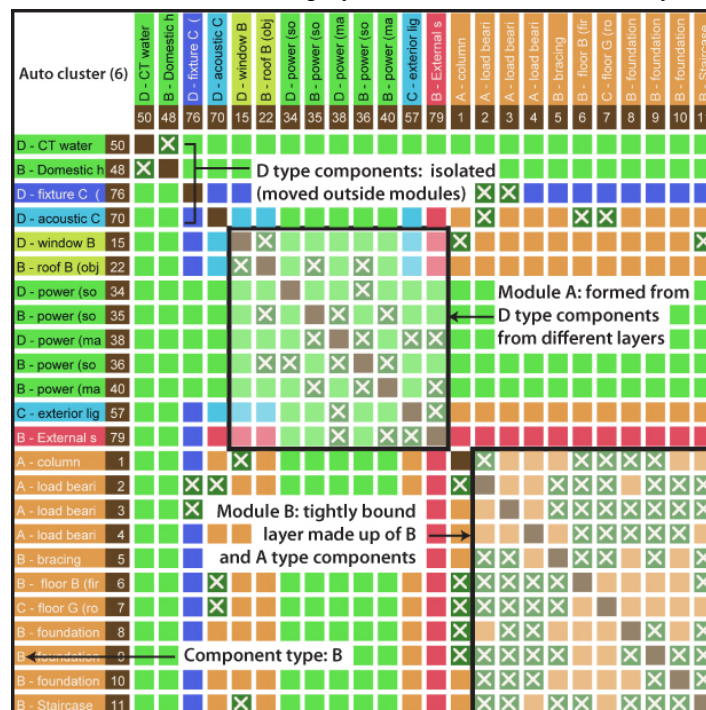 Auto cluster (6)
D - CT water
B - Domestic h
D - fixture C (
D - acoustic C
D - window B
B - roof B (obj
D - power (so
B - power (so
D - power (ma
B - power (so
B - power (ma
C - exterior lig
B - External s
A - column
A - load beari
A - load beari
A - load beari
B - bracing
B - floor B (fir
C - floor G (ro
B - foundation
B - foundation
B - foundation
B - Staircase
50 48 76 70 15 22 34 35 38 36 40 57 79 1 2 3 4 5 6 7 8 9 10
D - CT water 50
B - Domestic h 48
D - fixture C ( 76
D - acoustic C 70
D type components: isolated
(moved outside modules)
D - window B 15
B - roof B (obj 22
D - power (so 34
B - power (so 35
D - power (ma 38
B - power (so 36
B - power (ma 40
C - exterior lig 57
B - External s 79
Module A: formed from
D type components
from different layers
A - column 1
A - load beari 2
A - load beari 3
A - load beari 4
B - bracing 5
B - floor B (fir 6
C - floor G (ro 7
B - foundation 8
B - foundation 9
B - foundation 10
B - Staircase 11
Module B: tightly bound
layer made up of B
and A type components
Component type: B